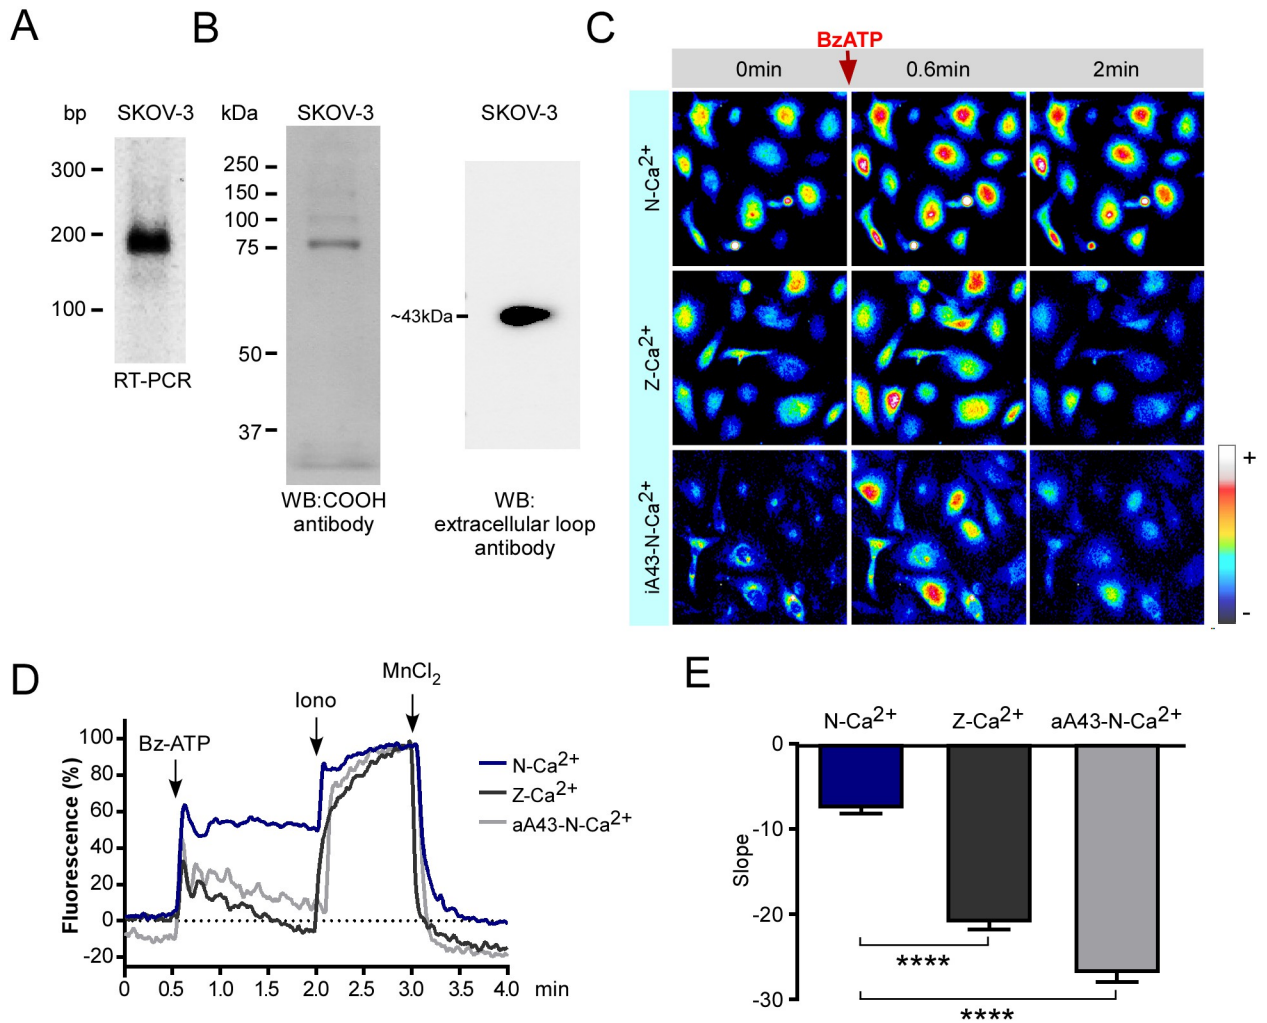 A
B
C
bp
SKOV-3
300
200
100
RT-PCR
kDa
SKOV-3
250
150
100
75
50
37
WB:COOH
antibody
SKOV-3
~43kDa
WB:
extracellular loop
antibody
BzATP
0min
0.6min
2min
N-Ca2+
Z-Ca2+
iA43-N-Ca2+
+
-
D
Fluorescence (%)
100
80
60
40
20
0
-20
0
0.5
1.0
1.5
2.0
2.5
3.0
3.5
4.0
min
Bz-ATP
Iono
MnCl2
N-Ca2+
Z-Ca2+
aA43-N-Ca2+
E
N-Ca2+
Z-Ca2+
aA43-N-Ca2+
Slope
0
-10
-20
-30
****
****